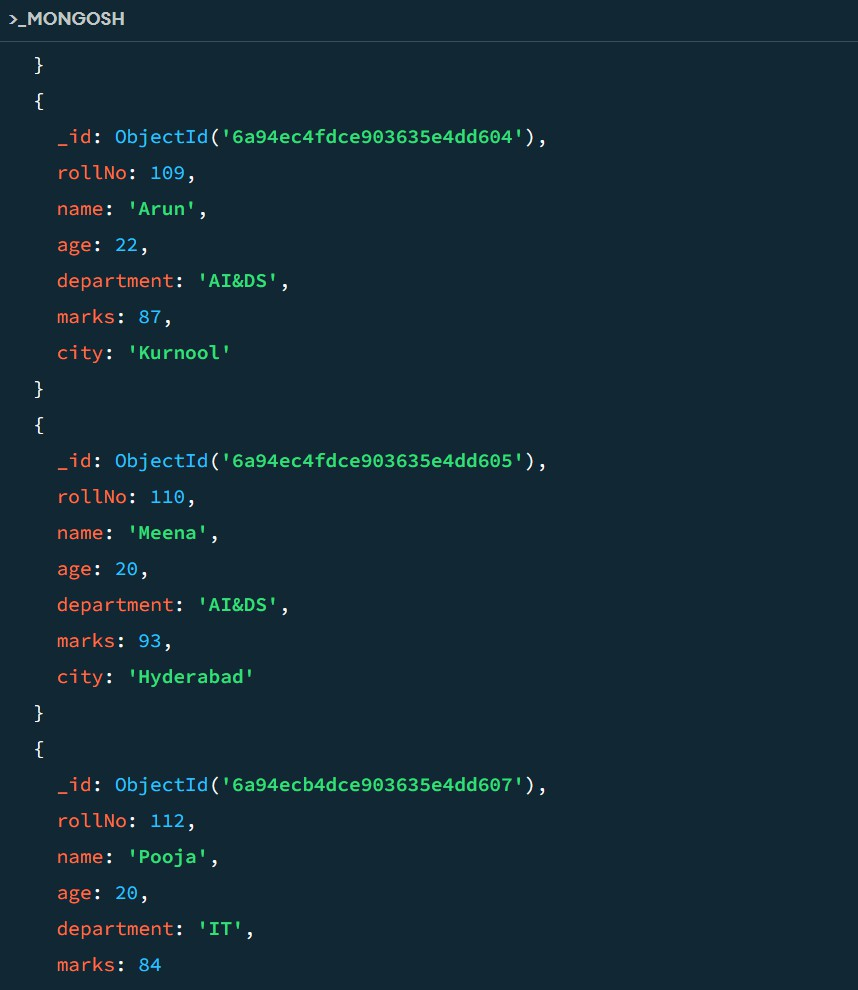 >_MONGOSH
}
{
_id: ObjectId('6a94ec4fdce903635e4dd604'),
rollNo: 109,
name: 'Arun',
age: 22,
department: 'AI&DS',
marks: 87,
city: 'Kurnool'
}
{
_id: ObjectId('6a94ec4fdce903635e4dd605'),
rollNo: 110,
name: 'Meena',
age: 20,
department: 'AI&DS',
marks: 93,
city: 'Hyderabad'
}
{
_id: ObjectId('6a94ecb4dce903635e4dd607'),
rollNo: 112,
name: 'Pooja',
age: 20,
department: 'IT',
marks: 84